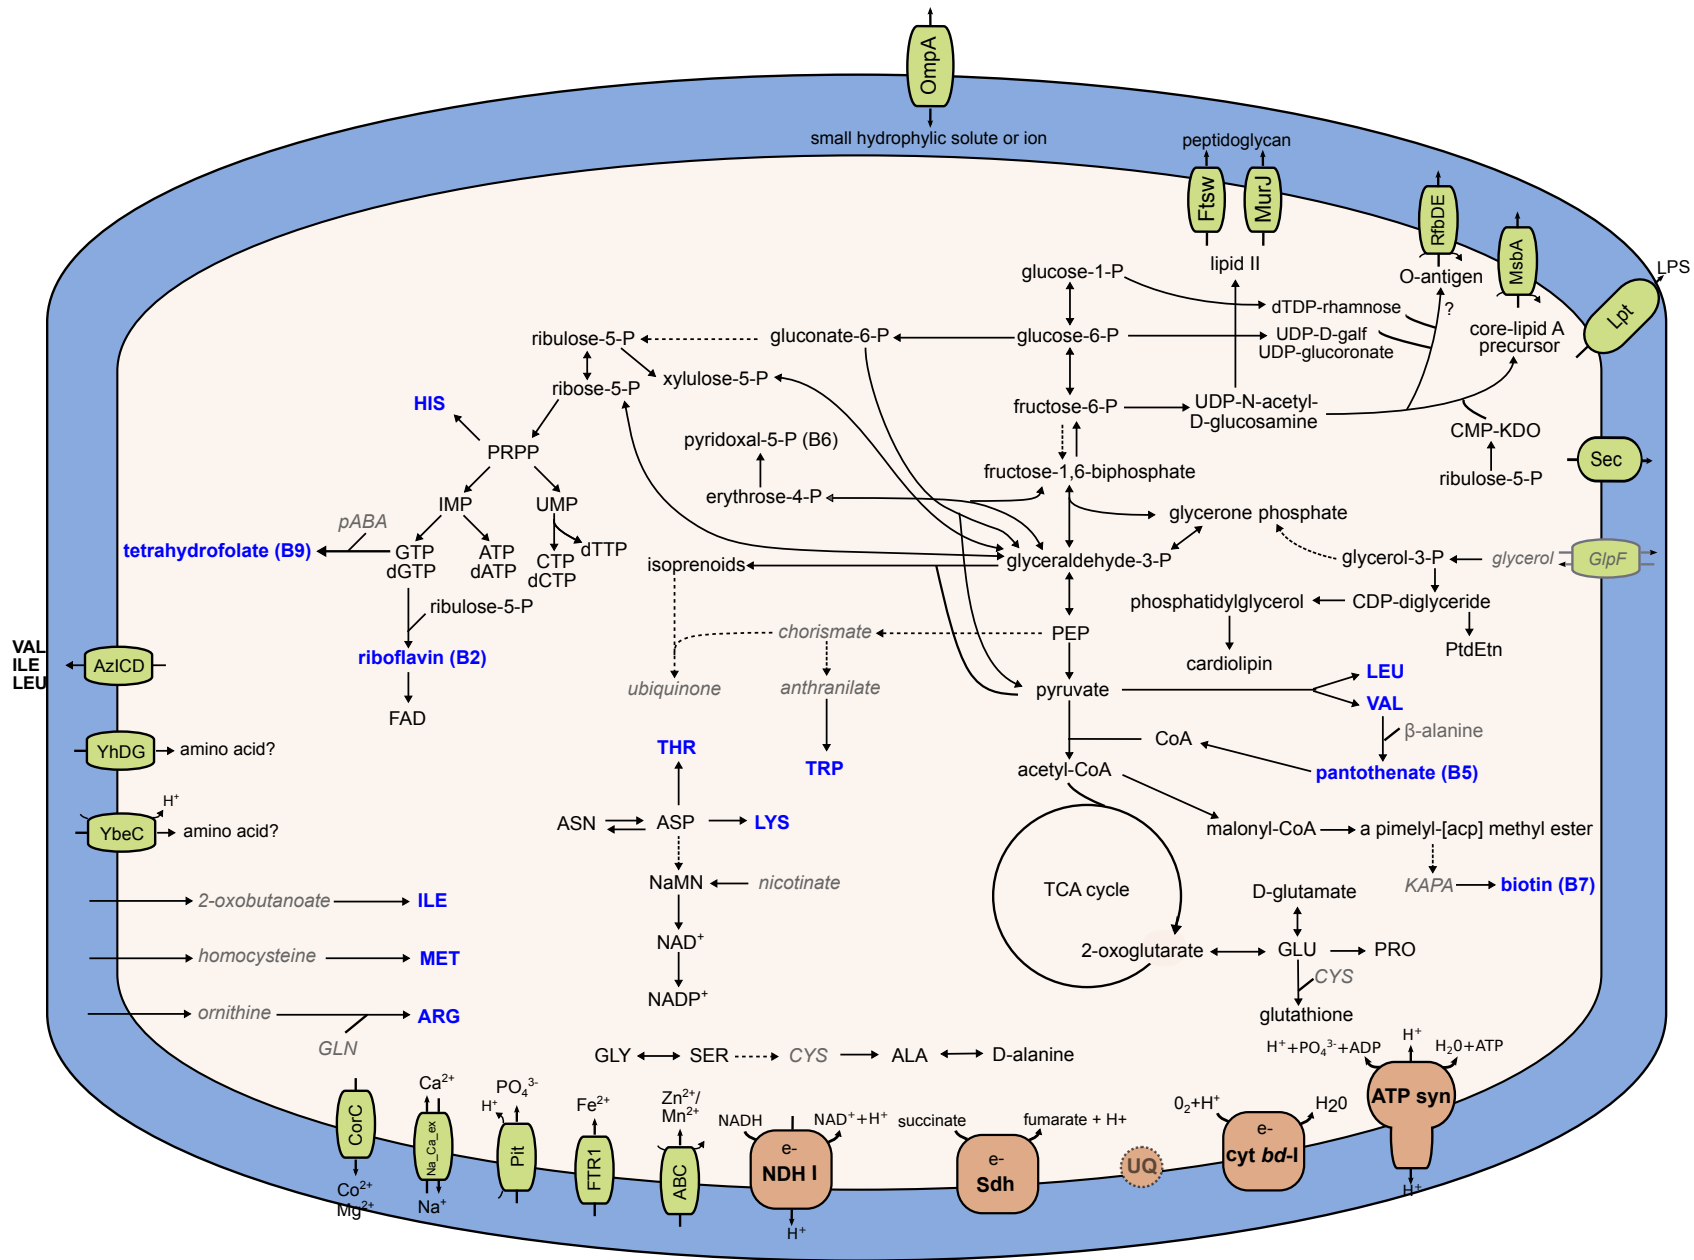 OmpA
small hydrophylic solute or ion
peptidoglycan
Ftsw
MurJ
RfbDE
MsbA
LPS
Lpt
lipid II
O-antigen
glucose-1-P
dTDP-rhamnose
?
core-lipid A
precursor
ribulose-5-P
gluconate-6-P
glucose-6-P
UDP-D-galf
UDP-glucoronate
ribose-5-P
xylulose-5-P
HIS
fructose-6-P
UDP-N-acetyl-
D-glucosamine
CMP-KDO
PRPP
pyridoxal-5-P (B6)
Sec
fructose-1,6-biphosphate
ribulose-5-P
IMP
UMP
erythrose-4-P
pABA
glycerone phosphate
tetrahydrofolate (B9)
GTP
dGTP
ATP
dATP
CTP
dCTP
dTTP
isoprenoids
glyceraldehyde-3-P
glycerol-3-P
glycerol
GlpF
ribulose-5-P
phosphatidylglycerol
CDP-diglyceride
chorismate
PEP
VAL
ILE
LEU
AzICD
riboflavin (B2)
cardiolipin
PtdEtn
ubiquinone
anthranilate
pyruvate
LEU
VAL
FAD
β-alanine
YhDG
amino acid?
THR
TRP
CoA
acetyl-CoA
pantothenate (B5)
H+
YbeC
amino acid?
ASN
ASP
LYS
malonyl-CoA
a pimelyl-[acp] methyl ester
NaMN
nicotinate
TCA cycle
D-glutamate
KAPA
biotin (B7)
2-oxobutanoate
ILE
NAD+
2-oxoglutarate
GLU
PRO
homocysteine
MET
CYS
NADP+
ornithine
ARG
glutathione
GLN
GLY
SER
CYS
ALA
D-alanine
H++PO43-+ADP
H+
H20+ATP
CorC
Co2+
Mg2+
Ca2+
Na_Ca_ex
Na+
PO43-
H+
Pit
Fe2+
FTR1
Zn2+/
Mn2+
ABC
NADH
NAD++H+
e-
NDH I
H+
succinate
fumarate + H+
e-
Sdh
UQ
02+H+
H20
e-
cyt bd-I
ATP syn
H+